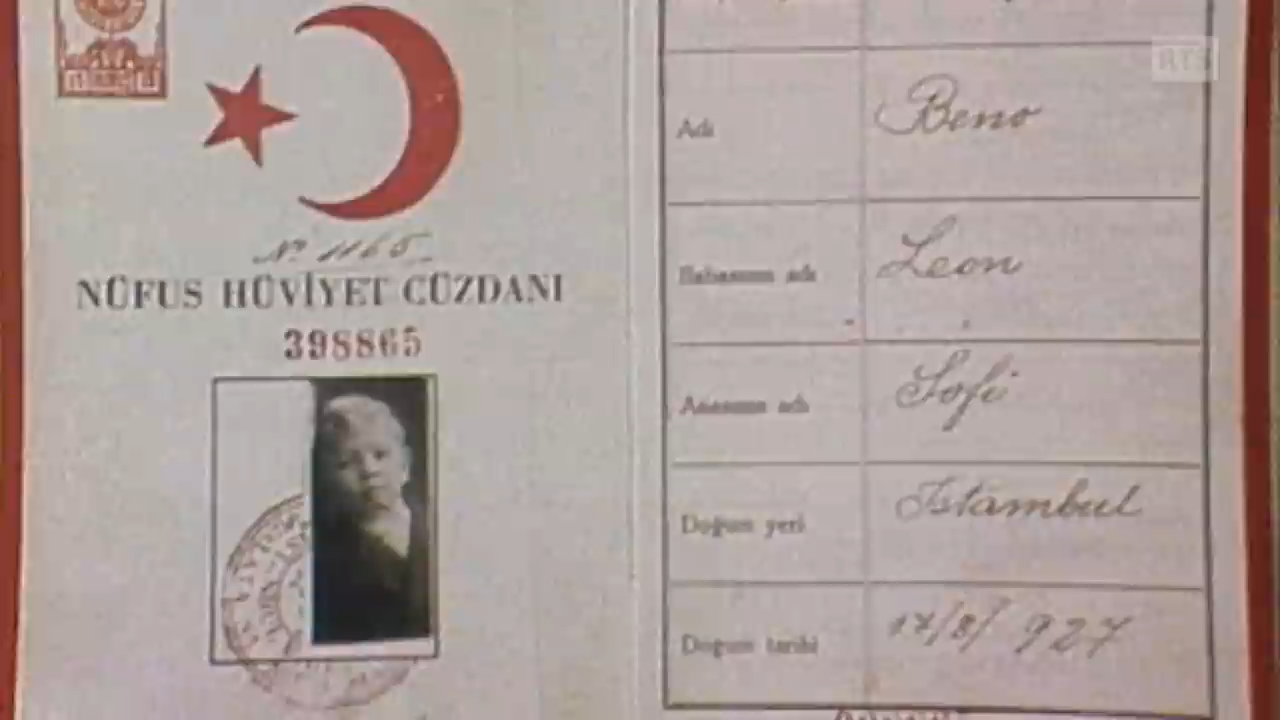 RTS
Nº 1165
NÜFUS HÜVİYET CÜZDANI
398865
Adı Beno
Babasının adı Leon
Anasının adı Sofi
Doğum yeri Istambul
Doğum tarihi 17/8/927